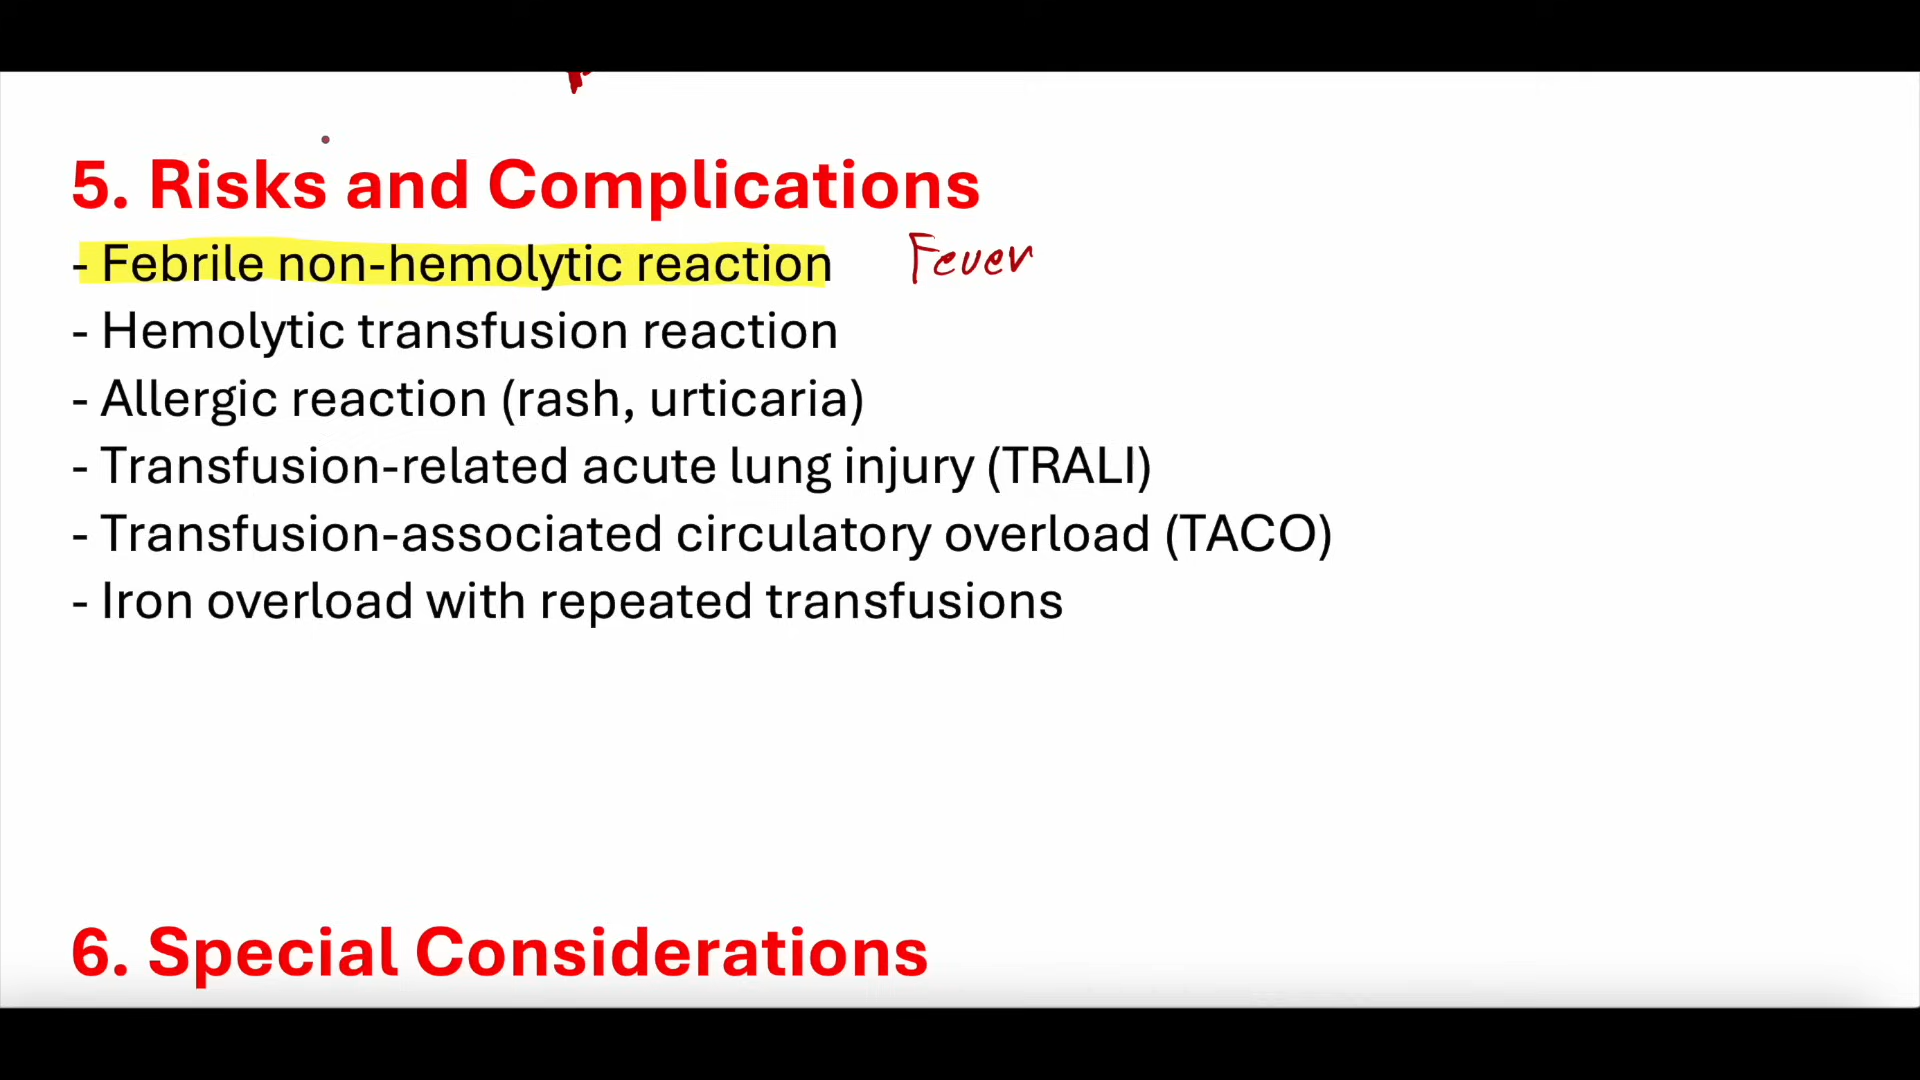 5. Risks and Complications
- Febrile non-hemolytic reaction Fever
- Hemolytic transfusion reaction
- Allergic reaction (rash, urticaria)
- Transfusion-related acute lung injury (TRALI)
- Transfusion-associated circulatory overload (TACO)
- Iron overload with repeated transfusions
6. Special Considerations